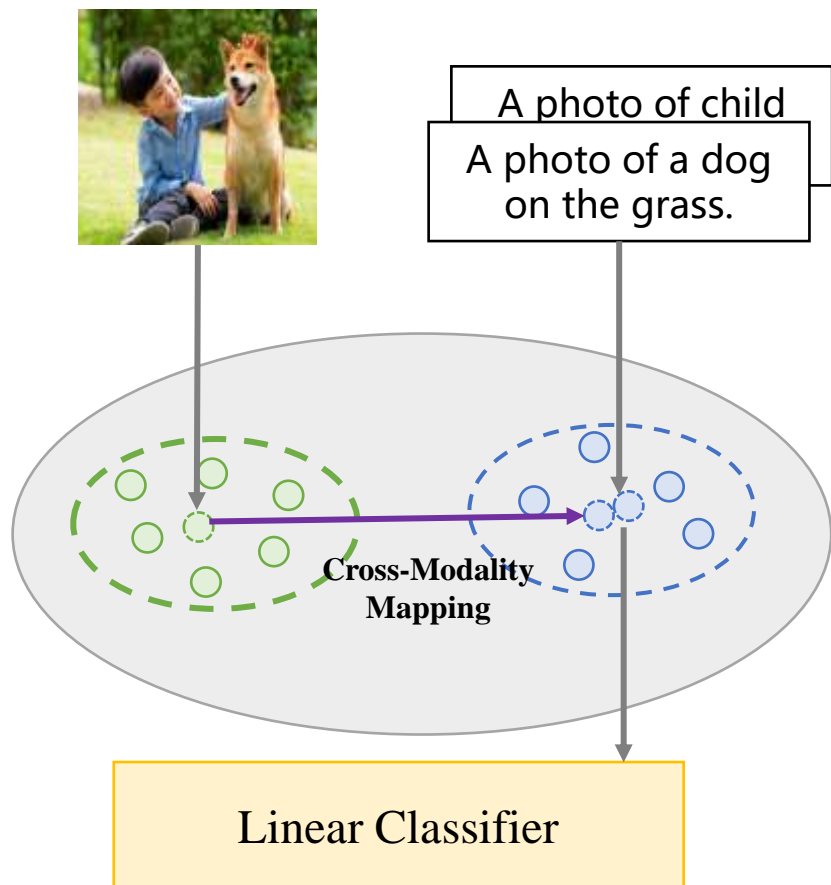 A photo of child
A photo of a dog
on the grass.
Cross-Modality
Mapping
Linear Classifier